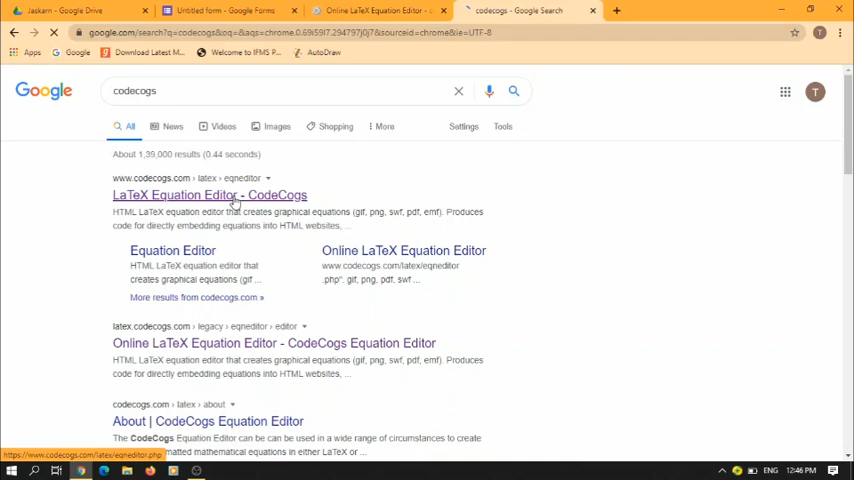 Jaskarn - Google Drive
Untitled form - Google Forms
Online LaTeX Equation Editor - c
codecogs - Google Search
google.com/search?q=codecogs&oq=&aqs=chrome.0.69i59l7.294797j0j7&sourceid=chrome&ie=UTF-8
T
Apps
Google
Download Latest M...
Welcome to IFMS P...
AutoDraw
Google
codecogs
T
All
News
Videos
Images
Shopping
More
Settings
Tools
About 1,39,000 results (0.44 seconds)
www.codecogs.com › latex › eqneditor
LaTeX Equation Editor - CodeCogs
HTML LaTeX equation editor that creates graphical equations (gif, png, swf, pdf, emf). Produces
code for directly embedding equations into HTML websites, ...
Equation Editor
HTML LaTeX equation editor that
creates graphical equations (gif ...
Online LaTeX Equation Editor
www.codecogs.com/latex/eqneditor
.php". gif, png, pdf, swf ...
More results from codecogs.com »
latex.codecogs.com › legacy › eqneditor › editor
Online LaTeX Equation Editor - CodeCogs Equation Editor
HTML LaTeX equation editor that creates graphical equations (gif, png, swf, pdf, emf). Produces
code for directly embedding equations into HTML websites, ...
codecogs.com › latex › about
About | CodeCogs Equation Editor
The CodeCogs Equation Editor can be can be used in a wide range of circumstances to create
matted mathematical equations in either LaTeX or ...
https://www.codecogs.com/latex/eqneditor.php
ENG
12:46 PM